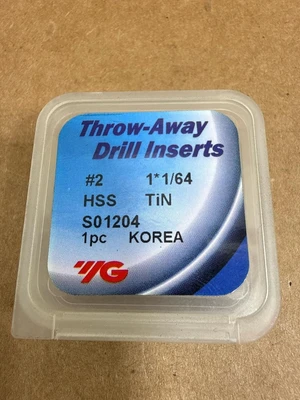 Throw-Away
Drill Inserts
#2 1*1/64
HSS TiN
S01204
1pc KOREA
YG